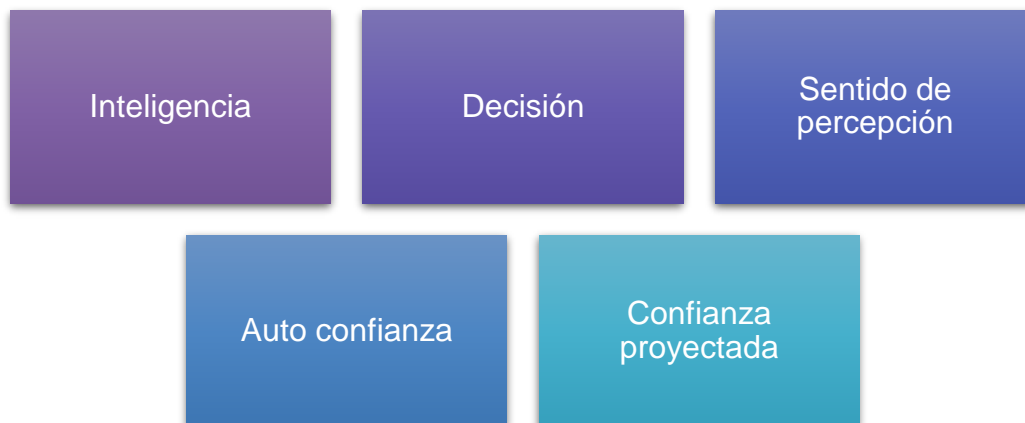 Inteligencia
Decisión
Sentido de
percepción
Auto confianza
Confianza
proyectada